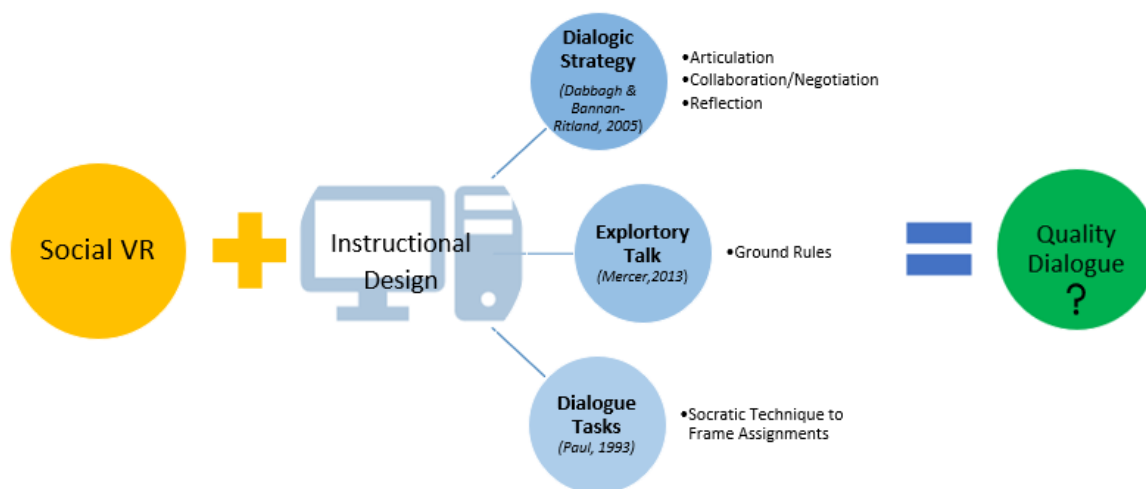 Social VR
Instructional
Design
Dialogic
Strategy
(Dabbagh &
Bannan-
Ritland, 2005)
•Articulation
•Collaboration/Negotiation
•Reflection
Explortory
Talk
(Mercer,2013)
•Ground Rules
Dialogue
Tasks
(Paul, 1993)
•Socratic Technique to
Frame Assignments
Quality
Dialogue
?